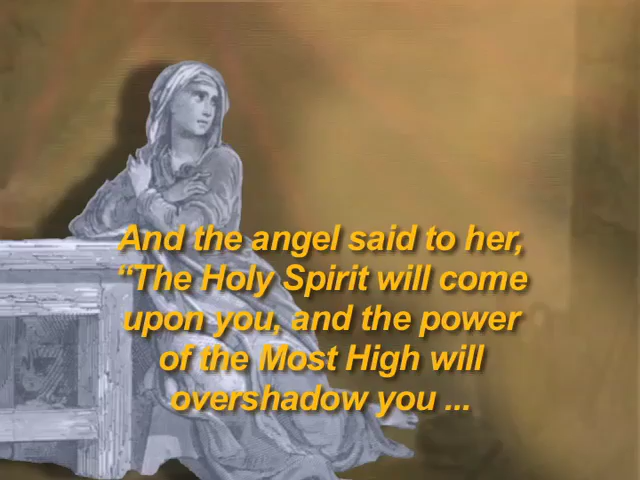 And the angel said to her,
“The Holy Spirit will come
upon you, and the power
of the Most High will
overshadow you ...